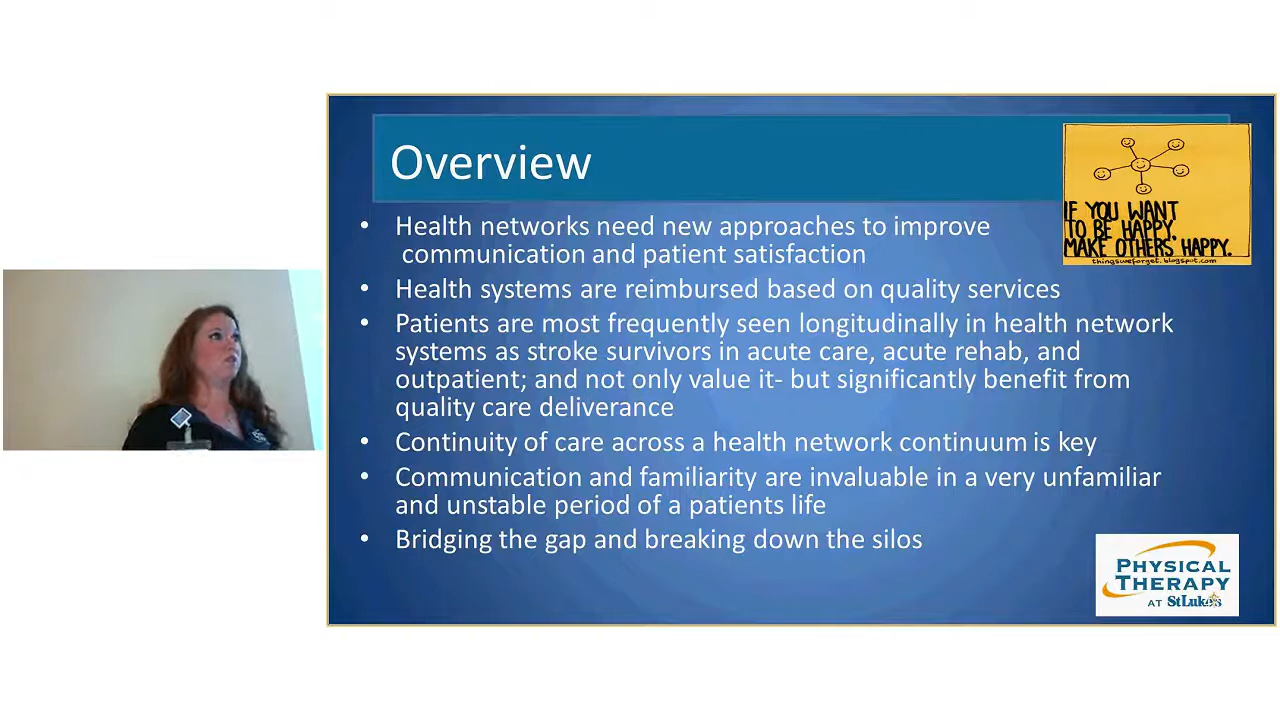 Overview
IF YOU WANT
TO BE HAPPY.
MAKE OTHERS HAPPY.
thingsweforget.blogspot.com
• Health networks need new approaches to improve
communication and patient satisfaction
• Health systems are reimbursed based on quality services
• Patients are most frequently seen longitudinally in health network
systems as stroke survivors in acute care, acute rehab, and
outpatient; and not only value it- but significantly benefit from
quality care deliverance
• Continuity of care across a health network continuum is key
• Communication and familiarity are invaluable in a very unfamiliar
and unstable period of a patients life
• Bridging the gap and breaking down the silos
PHYSICAL
THERAPY
AT StLuke's